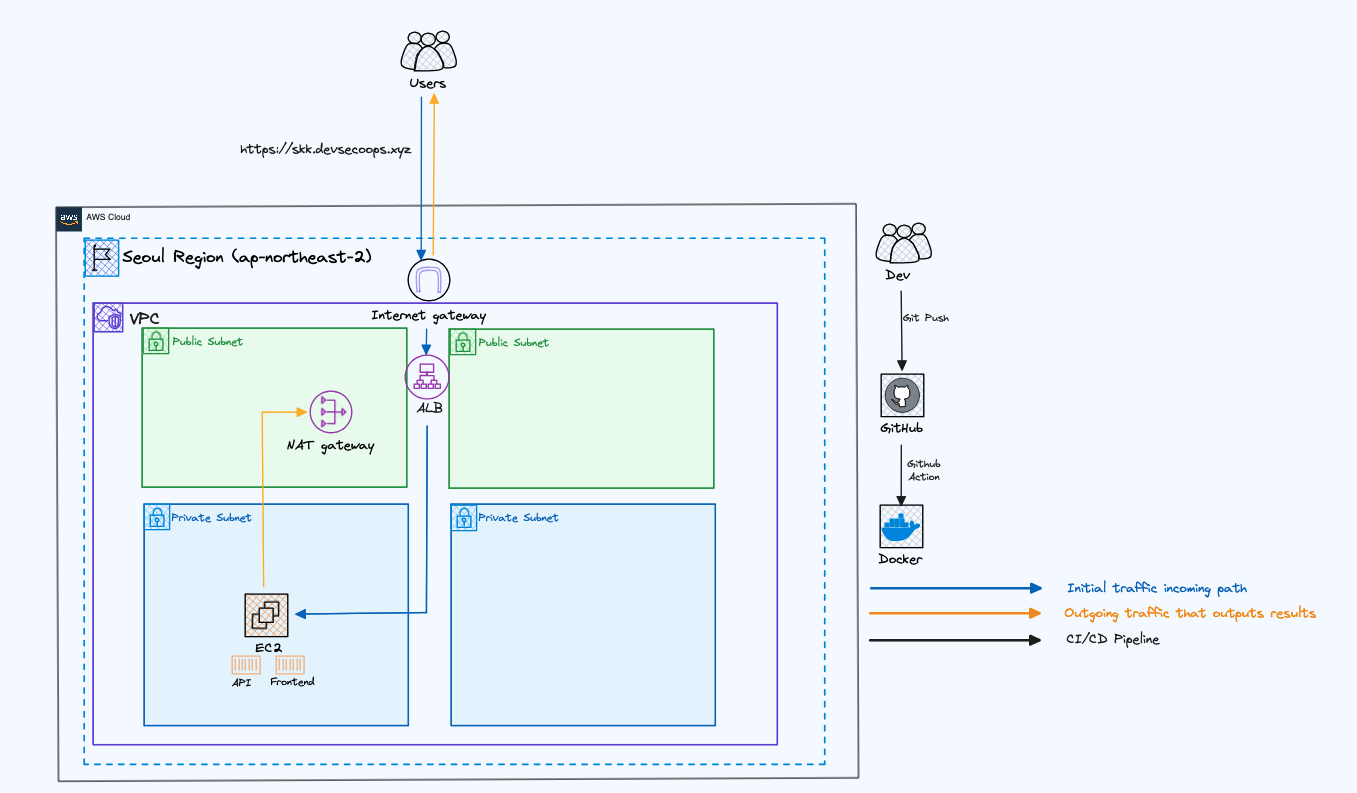 Users
https://skk.devsecoops.xyz
aws
AWS Cloud
Seoul Region (ap-northeast-2)
Internet gateway
VPC
Public Subnet
Public Subnet
ALB
NAT gateway
Private Subnet
Private Subnet
EC2
API
Frontend
Dev
Git Push
GitHub
Github
Action
Docker
Initial traffic incoming path
Outgoing traffic that outputs results
CI/CD Pipeline